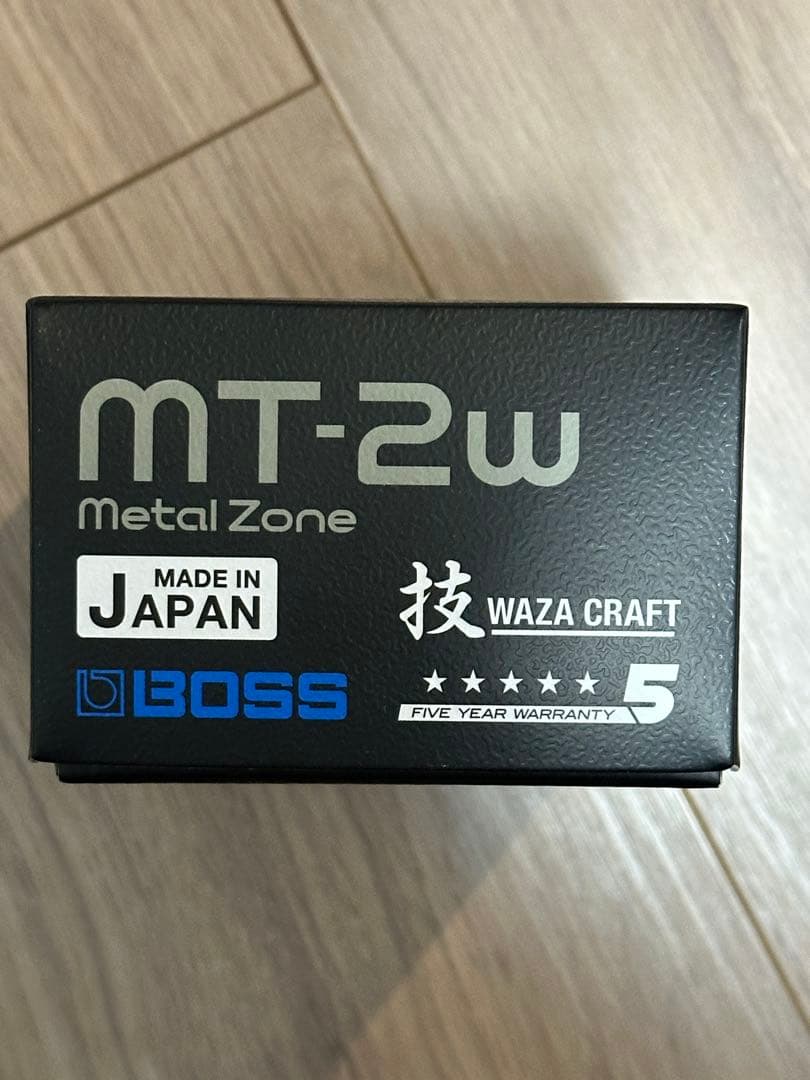 MT-2w
Metal Zone
MADE IN
JAPAN
技 WAZA CRAFT
BOSS
★★★★★ 5
FIVE YEAR WARRANTY